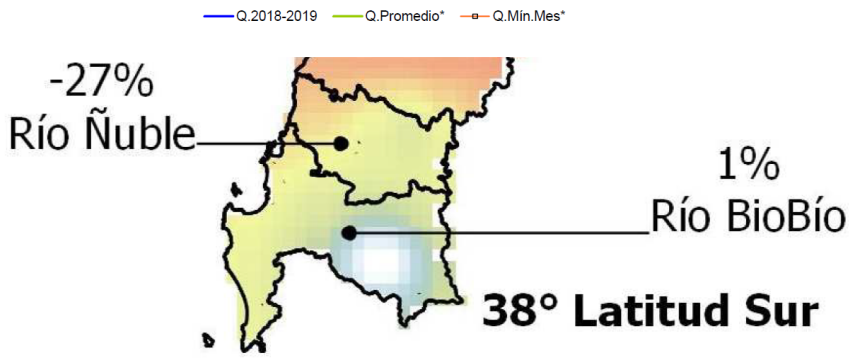 Q.2018-2019 Q.Promedio* Q.Mín.Mes*
-27%
Río Ñuble
1%
Río BioBío
38° Latitud Sur